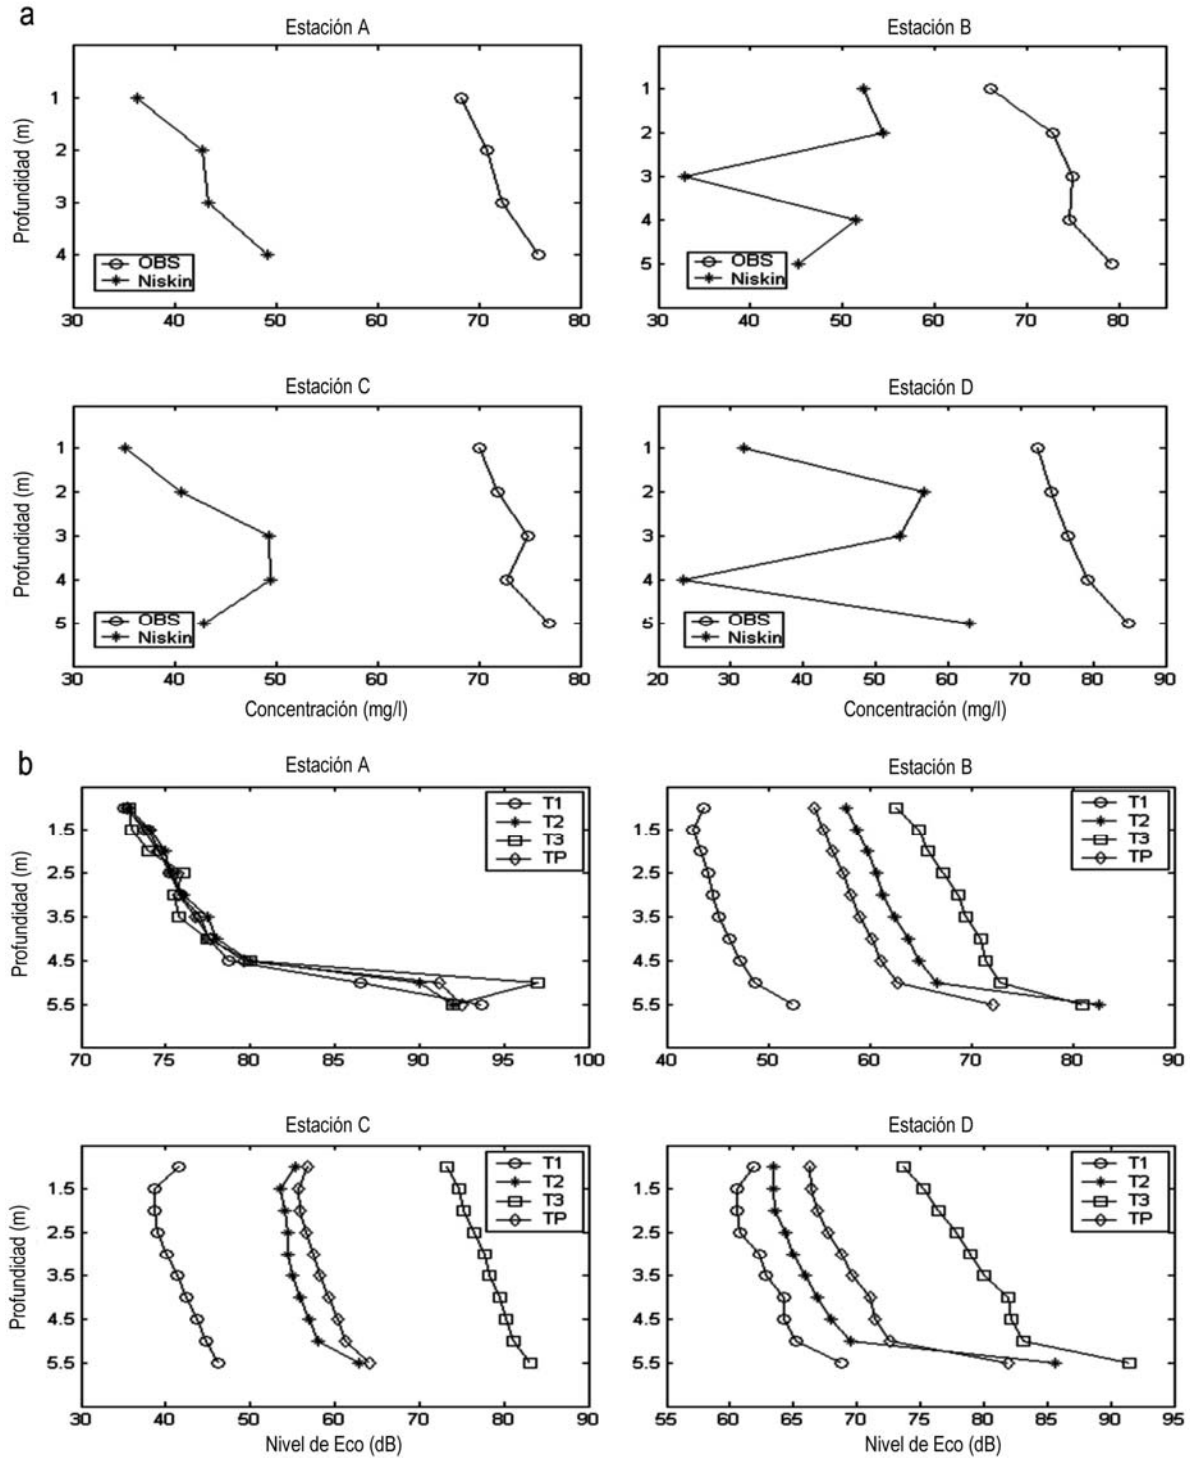 a
Estación A
Estación B
Profundidad (m)
1
2
3
4
OBS
Niskin
30 40 50 60 70 80
1
2
3
4
5
OBS
Niskin
30 40 50 60 70 80
Estación C
Estación D
Profundidad (m)
1
2
3
4
5
OBS
Niskin
30 40 50 60 70 80
Concentración (mg/l)
1
2
3
4
5
OBS
Niskin
20 30 40 50 60 70 80 90
Concentración (mg/l)
b
Estación A
Estación B
Profundidad (m)
1.5
2.5
3.5
4.5
5.5
T1
T2
T3
TP
70 75 80 85 90 95 100
1.5
2.5
3.5
4.5
5.5
T1
T2
T3
TP
40 50 60 70 80 90
Estación C
Estación D
Profundidad (m)
1.5
2.5
3.5
4.5
5.5
T1
T2
T3
TP
30 40 50 60 70 80 90
Nivel de Eco (dB)
1.5
2.5
3.5
4.5
5.5
T1
T2
T3
TP
55 60 65 70 75 80 85 90 95
Nivel de Eco (dB)